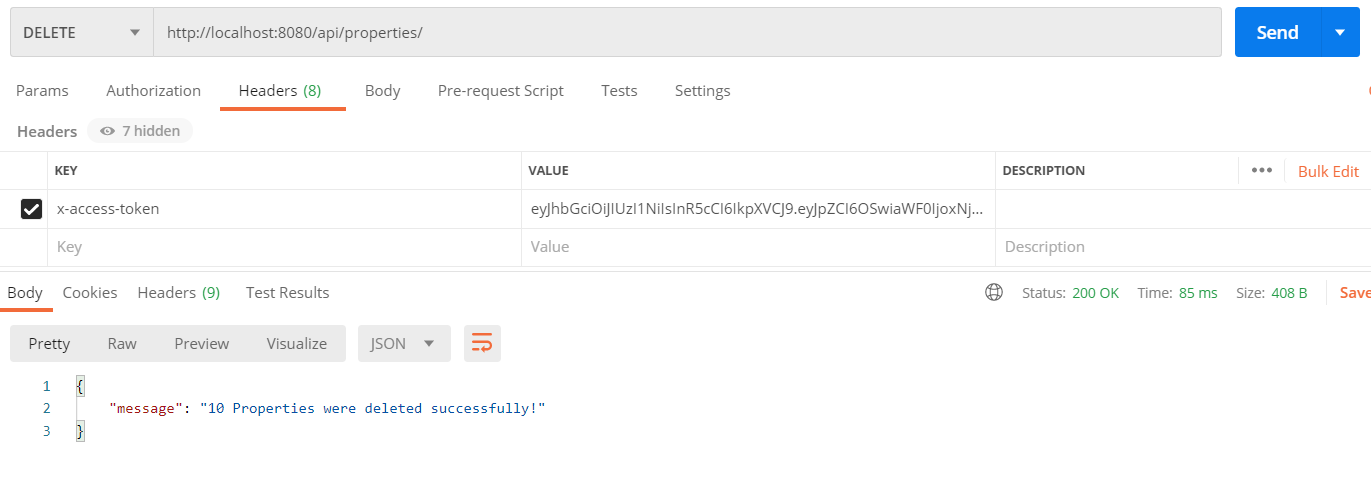 DELETE http://localhost:8080/api/properties/ Send
Params Authorization Headers (8) Body Pre-request Script Tests Settings
Headers 7 hidden
KEY VALUE DESCRIPTION ••• Bulk Edit
x-access-token eyJhbGciOiJIUzI1NiIsInR5cCI6IkpXVCJ9.eyJpZCI6OSwiaWF0IjoxNj...
Key Value Description
Body Cookies Headers (9) Test Results Status: 200 OK Time: 85 ms Size: 408 B Save
Pretty Raw Preview Visualize JSON
1 {
2 "message": "10 Properties were deleted successfully!"
3 }